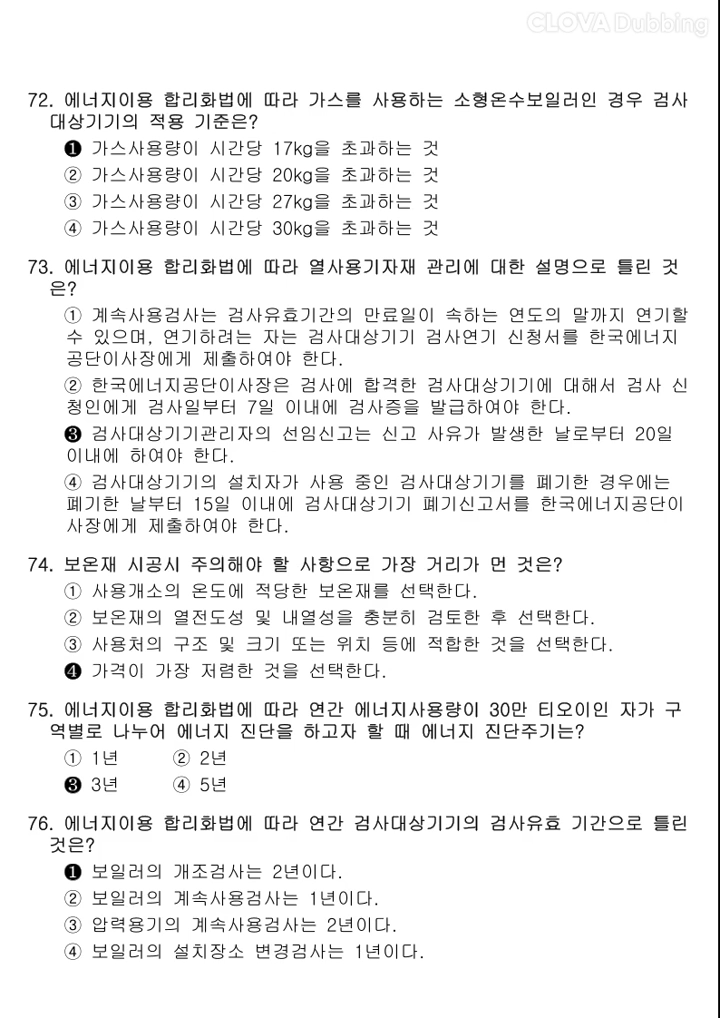 CLOVA Dubbing
72. 에너지이용 합리화법에 따라 가스를 사용하는 소형온수보일러인 경우 검사
대상기기의 적용 기준은?
❶ 가스사용량이 시간당 17kg을 초과하는 것
② 가스사용량이 시간당 20kg을 초과하는 것
③ 가스사용량이 시간당 27kg을 초과하는 것
④ 가스사용량이 시간당 30kg을 초과하는 것
73. 에너지이용 합리화법에 따라 열사용기자재 관리에 대한 설명으로 틀린 것
은?
① 계속사용검사는 검사유효기간의 만료일이 속하는 연도의 말까지 연기할
수 있으며, 연기하려는 자는 검사대상기기 검사연기 신청서를 한국에너지
공단이사장에게 제출하여야 한다.
② 한국에너지공단이사장은 검사에 합격한 검사대상기기에 대해서 검사 신
청인에게 검사일부터 7일 이내에 검사증을 발급하여야 한다.
❸ 검사대상기기관리자의 선임신고는 신고 사유가 발생한 날로부터 20일
이내에 하여야 한다.
④ 검사대상기기의 설치자가 사용 중인 검사대상기기를 폐기한 경우에는
폐기한 날부터 15일 이내에 검사대상기기 폐기신고서를 한국에너지공단이
사장에게 제출하여야 한다.
74. 보온재 시공시 주의해야 할 사항으로 가장 거리가 먼 것은?
① 사용개소의 온도에 적당한 보온재를 선택한다.
② 보온재의 열전도성 및 내열성을 충분히 검토한 후 선택한다.
③ 사용처의 구조 및 크기 또는 위치 등에 적합한 것을 선택한다.
❹ 가격이 가장 저렴한 것을 선택한다.
75. 에너지이용 합리화법에 따라 연간 에너지사용량이 30만 티오이인 자가 구
역별로 나누어 에너지 진단을 하고자 할 때 에너지 진단주기는?
① 1년 ② 2년
❸ 3년 ④ 5년
76. 에너지이용 합리화법에 따라 연간 검사대상기기의 검사유효 기간으로 틀린
것은?
❶ 보일러의 개조검사는 2년이다.
② 보일러의 계속사용검사는 1년이다.
③ 압력용기의 계속사용검사는 2년이다.
④ 보일러의 설치장소 변경검사는 1년이다.